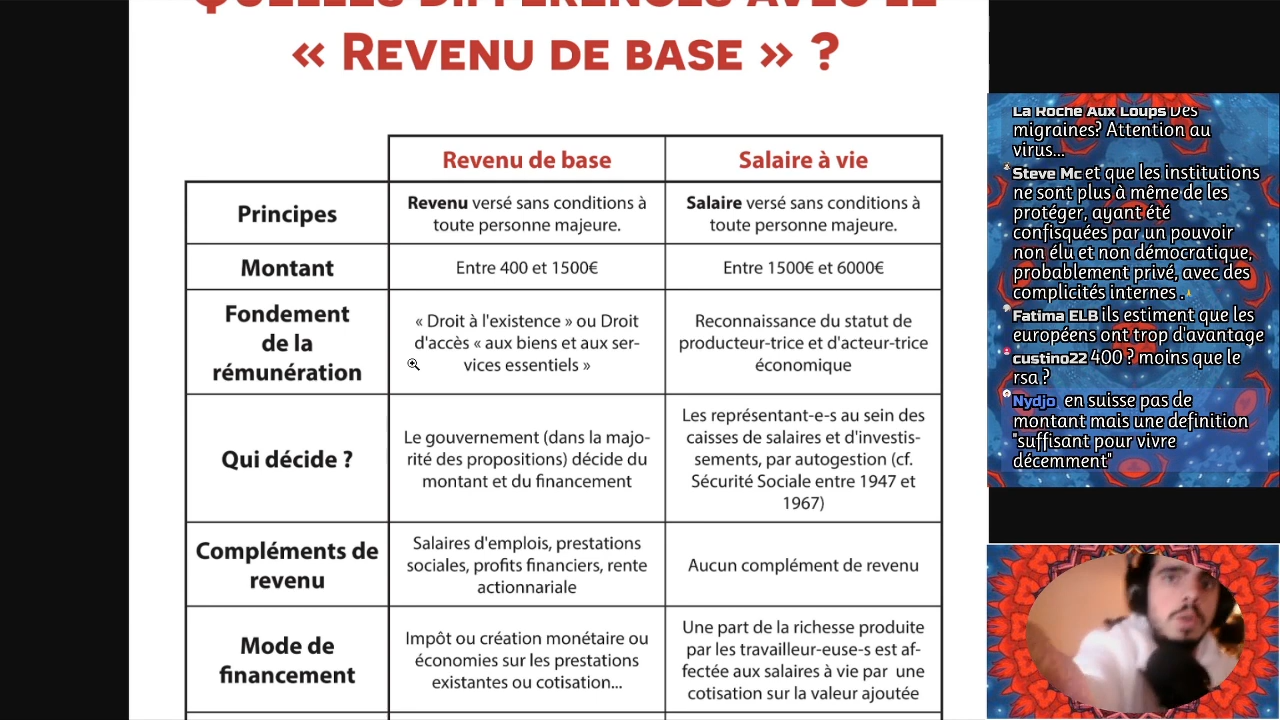 QUELLES DIFFÉRENCES AVEC LE
« REVENU DE BASE » ?
Revenu de base
Salaire à vie
Principes
Revenu versé sans conditions à
toute personne majeure.
Salaire versé sans conditions à
toute personne majeure.
Montant
Entre 400 et 1500€
Entre 1500€ et 6000€
Fondement
de la
rémunération
« Droit à l'existence » ou Droit
d'accès « aux biens et aux ser-
vices essentiels »
Reconnaissance du statut de
producteur-trice et d'acteur-trice
économique
Qui décide ?
Le gouvernement (dans la majo-
rité des propositions) décide du
montant et du financement
Les représentant-e-s au sein des
caisses de salaires et d'investis-
sements, par autogestion (cf.
Sécurité Sociale entre 1947 et
1967)
Compléments de
revenu
Salaires d'emplois, prestations
sociales, profits financiers, rente
actionnariale
Aucun complément de revenu
Mode de
financement
Impôt ou création monétaire ou
économies sur les prestations
existantes ou cotisation...
Une part de la richesse produite
par les travailleur-euse-s est af-
fectée aux salaires à vie par une
cotisation sur la valeur ajoutée
La Roche Aux Loups Des
migraines? Attention au
virus...
Steve Mc et que les institutions
ne sont plus à même de les
protéger, ayant été
confisquées par un pouvoir
non élu et non démocratique,
probablement privé, avec des
complicités internes .
Fatima ELB ils estiment que les
européens ont trop d'avantage
custino22 400 ? moins que le
rsa ?
Nydjo en suisse pas de
montant mais une definition
"suffisant pour vivre
décemment"